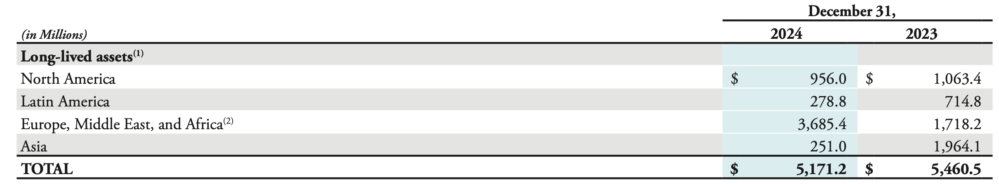 December 31,
(in Millions) 2024 2023
Long-lived assets(1)
North America $ 956.0 $ 1,063.4
Latin America 278.8 714.8
Europe, Middle East, and Africa(2) 3,685.4 1,718.2
Asia 251.0 1,964.1
TOTAL $ 5,171.2 $ 5,460.5